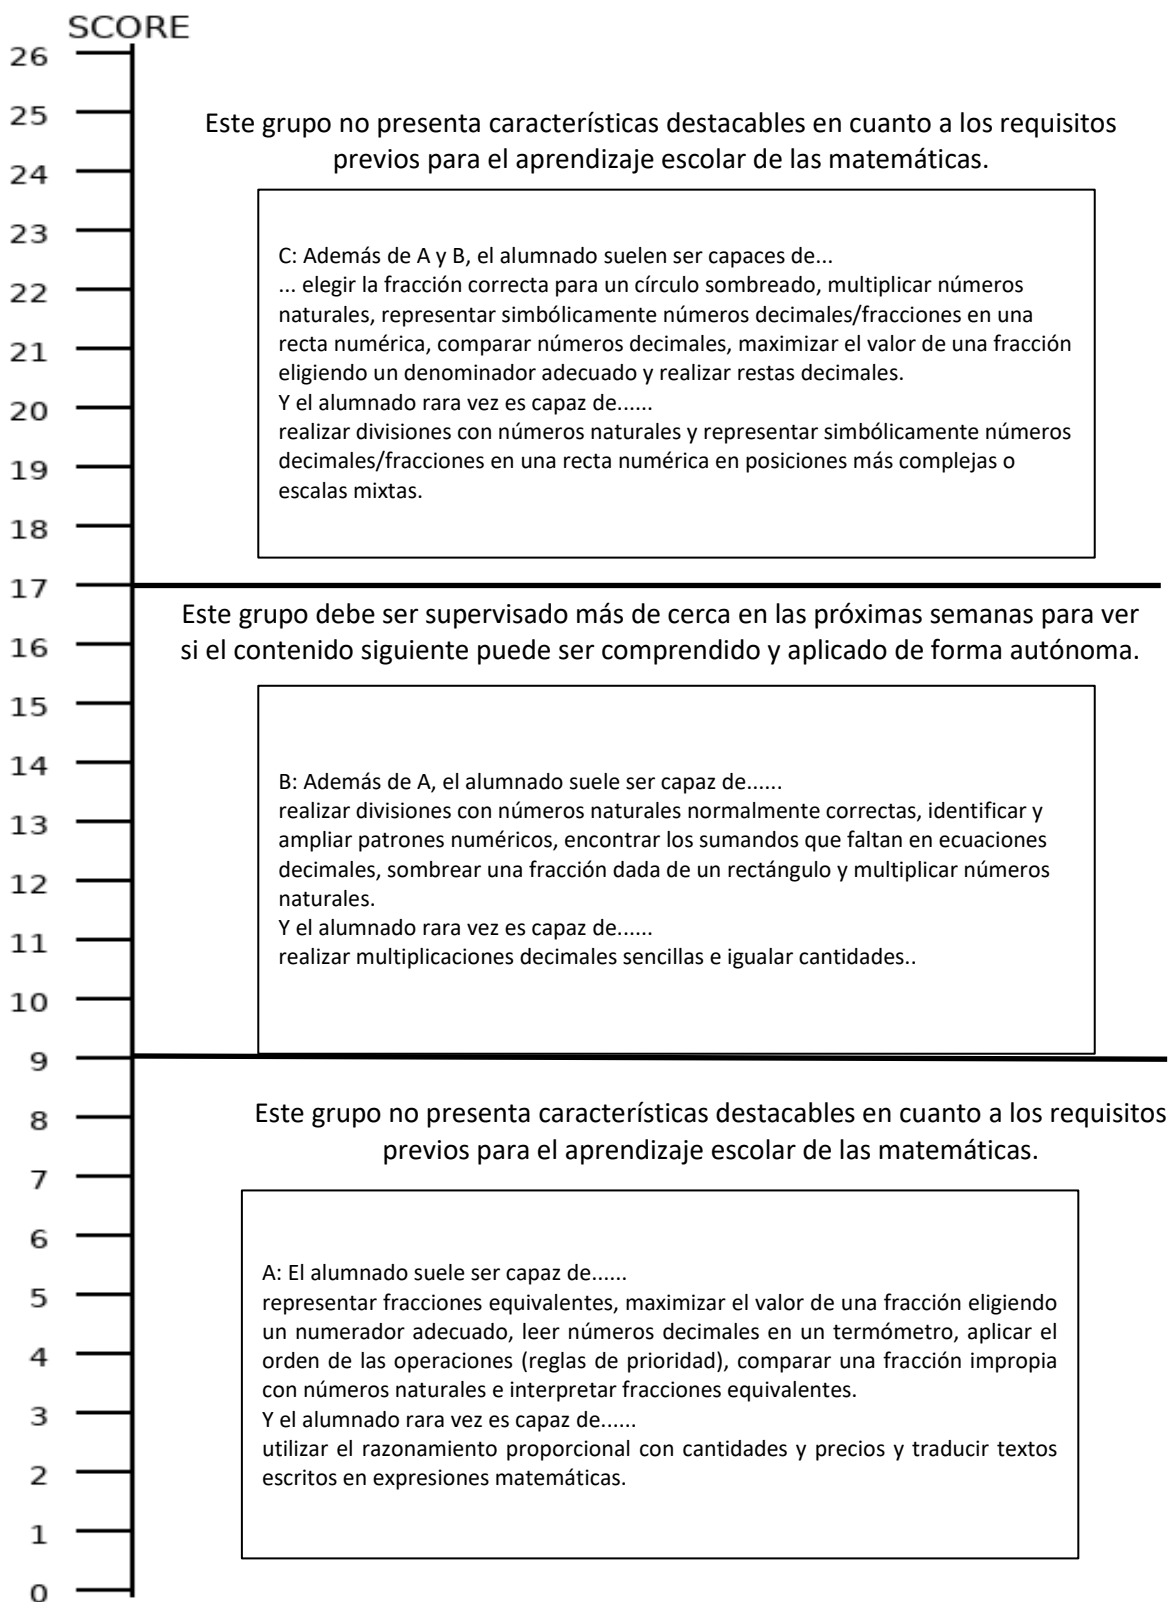 SCORE
26
25
Este grupo no presenta características destacables en cuanto a los requisitos
previos para el aprendizaje escolar de las matemáticas.
24
23
C: Además de A y B, el alumnado suelen ser capaces de...
... elegir la fracción correcta para un círculo sombreado, multiplicar números
22
naturales, representar simbólicamente números decimales/fracciones en una
recta numérica, comparar números decimales, maximizar el valor de una fracción
21
eligiendo un denominador adecuado y realizar restas decimales.
Y el alumnado rara vez es capaz de......
20
realizar divisiones con números naturales y representar simbólicamente números
decimales/fracciones en una recta numérica en posiciones más complejas o
19
escalas mixtas.
18
17
Este grupo debe ser supervisado más de cerca en las próximas semanas para ver
16
si el contenido siguiente puede ser comprendido y aplicado de forma autónoma.
15
14
B: Además de A, el alumnado suele ser capaz de......
realizar divisiones con números naturales normalmente correctas, identificar y
13
ampliar patrones numéricos, encontrar los sumandos que faltan en ecuaciones
decimales, sombrear una fracción dada de un rectángulo y multiplicar números
12
naturales.
Y el alumnado rara vez es capaz de......
11
realizar multiplicaciones decimales sencillas e igualar cantidades..
10
9
Este grupo no presenta características destacables en cuanto a los requisitos
8
previos para el aprendizaje escolar de las matemáticas.
7
6
A: El alumnado suele ser capaz de......
5
representar fracciones equivalentes, maximizar el valor de una fracción eligiendo
un numerador adecuado, leer números decimales en un termómetro, aplicar el
4
orden de las operaciones (reglas de prioridad), comparar una fracción impropia
con números naturales e interpretar fracciones equivalentes.
3
Y el alumnado rara vez es capaz de......
utilizar el razonamiento proporcional con cantidades y precios y traducir textos
2
escritos en expresiones matemáticas.
1
0